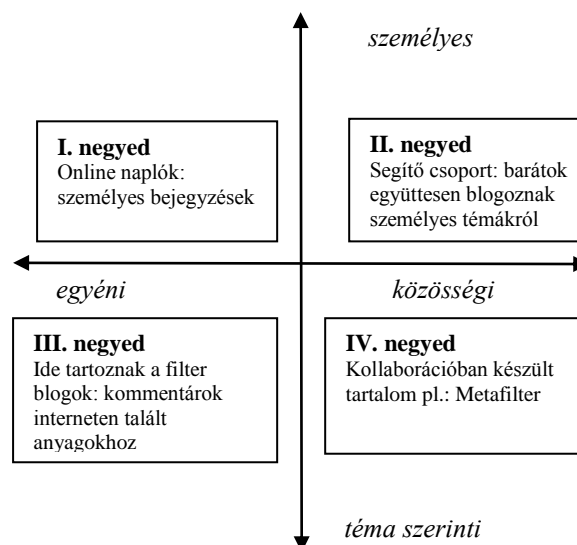 személyes
I. negyed
Online naplók:
személyes bejegyzések
II. negyed
Segítő csoport: barátok
együttesen blogoznak
személyes témákról
egyéni
közösségi
III. negyed
Ide tartoznak a filter
blogok: kommentárok
interneten talált
anyagokhoz
IV. negyed
Kollaborációban készült
tartalom pl.: Metafilter
téma szerinti